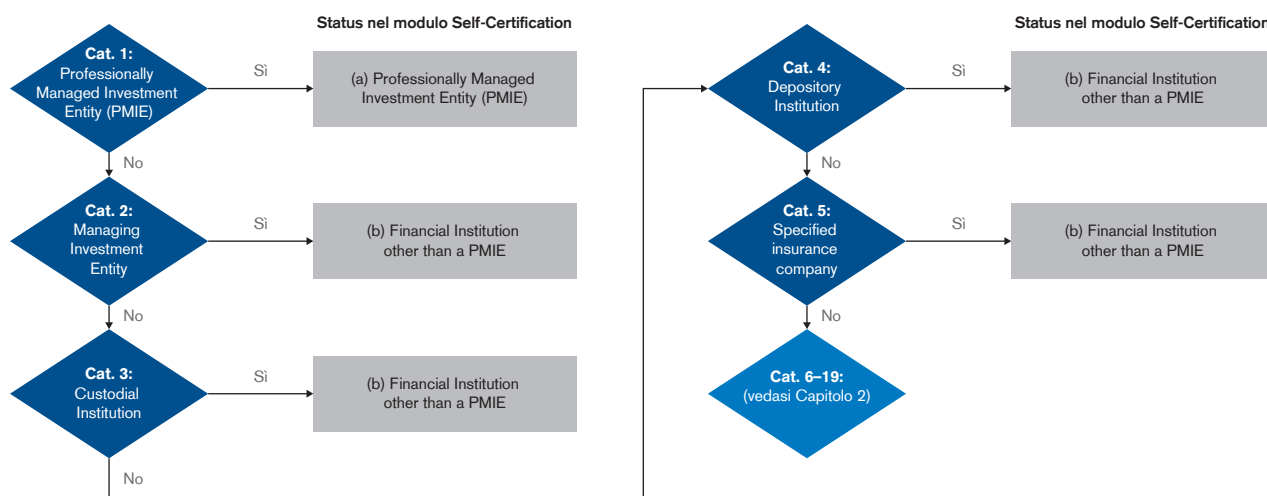 Status nel modulo Self-Certification
Cat. 1:
Professionally
Managed Investment
Entity (PMIE)
Sì
(a) Professionally Managed
Investment Entity (PMIE)
No
Cat. 2:
Managing
Investment
Entity
Sì
(b) Financial Institution
other than a PMIE
No
Cat. 3:
Custodial
Institution
Sì
(b) Financial Institution
other than a PMIE
No
Status nel modulo Self-Certification
Cat. 4:
Depository
Institution
Sì
(b) Financial Institution
other than a PMIE
No
Cat. 5:
Specified
insurance
company
Sì
(b) Financial Institution
other than a PMIE
No
Cat. 6–19:
(vedasi Capitolo 2)